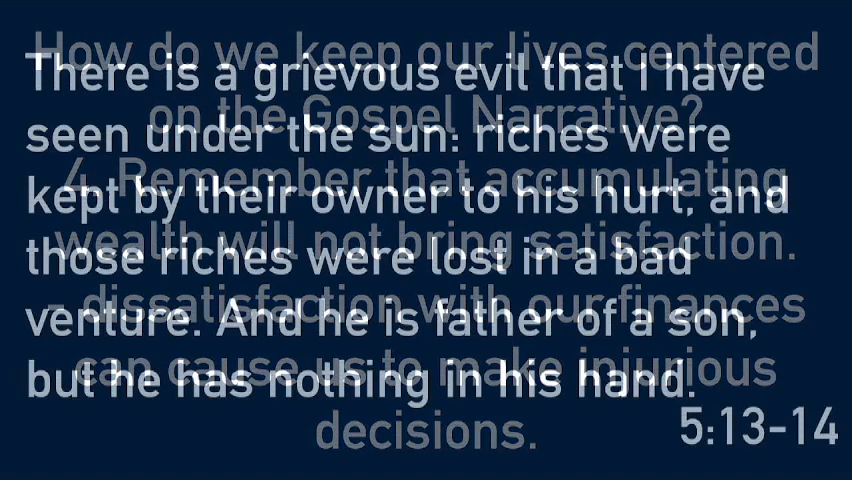 How do we keep our lives centered
on the Gospel Narrative?
4. Remember that accumulating
wealth will not bring satisfaction.
- dissatisfaction with our finances
can cause us to make injurious
decisions.
There is a grievous evil that I have
seen under the sun: riches were
kept by their owner to his hurt, and
those riches were lost in a bad
venture. And he is father of a son,
but he has nothing in his hand.
5:13-14